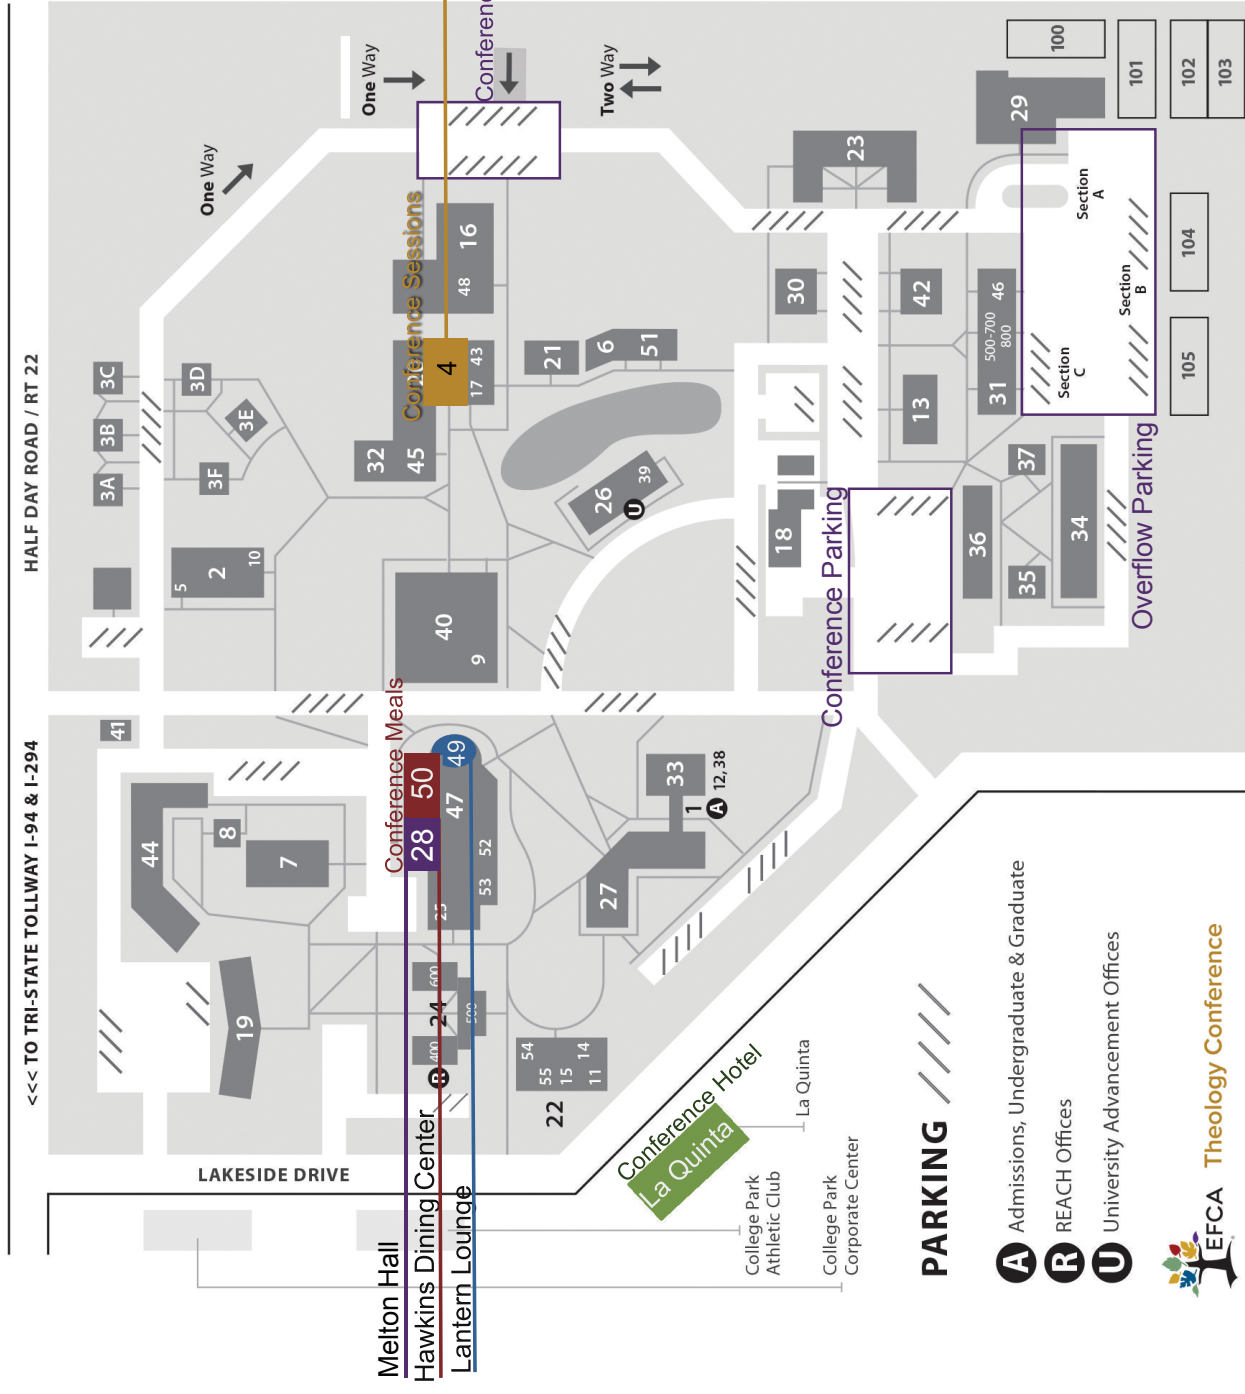 HALF DAY ROAD / RT 22
<<< TO TRI-STATE TOLLWAY I-94 & I-294
LAKESIDE DRIVE
One Way
One Way
Two Way
Conference Sessions
Conference Meals
Conference Parking
Overflow Parking
Conference Hotel
La Quinta
La Quinta
College Park
Athletic Club
College Park
Corporate Center
Melton Hall
Hawkins Dining Center
Lantern Lounge
3A
3B
3C
3D
3E
3F
5
2
10
41
44
8
7
19
40
9
32
45
4
17
43
48
16
21
6
51
26
39
U
18
30
23
29
42
46
500-700
800
31
13
36
37
35
34
Section
A
Section
B
Section
C
100
101
102
103
104
105
28
50
49
47
52
53
25
600
24
400
500
R
54
55
15
14
11
22
33
1
A 12,38
27
PARKING
A Admissions, Undergraduate & Graduate
R REACH Offices
U University Advancement Offices
EFCA Theology Conference